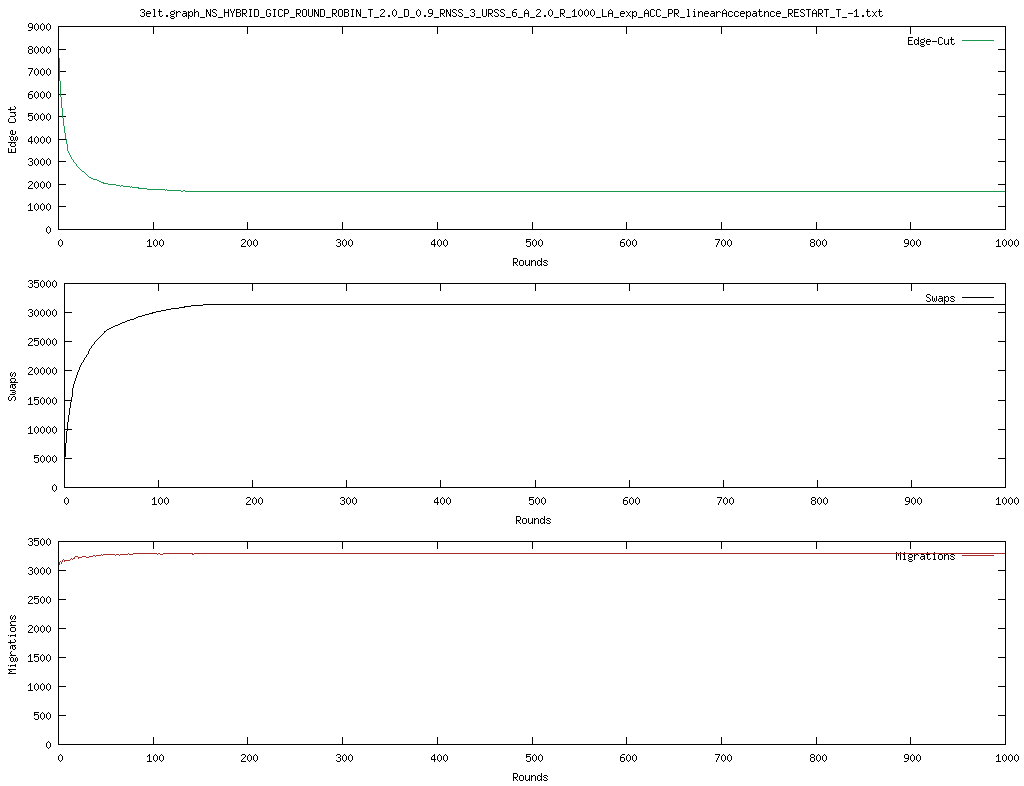 3elt.graph_NS_HYBRID_GICP_ROUND_ROBIN_T_2.0_D_0.9_RNSS_3_URSS_6_A_2.0_R_1000_LA_exp_ACC_PR_linearAccepatnce_RESTART_T_-1.txt
9000
8000
7000
6000
5000
4000
3000
2000
1000
0
Edge Cut
Edge-Cut
0 100 200 300 400 500 600 700 800 900 1000
Rounds
35000
30000
25000
20000
15000
10000
5000
0
Swaps
Swaps
0 100 200 300 400 500 600 700 800 900 1000
Rounds
3500
3000
2500
2000
1500
1000
500
0
Migrations
Migrations
0 100 200 300 400 500 600 700 800 900 1000
Rounds